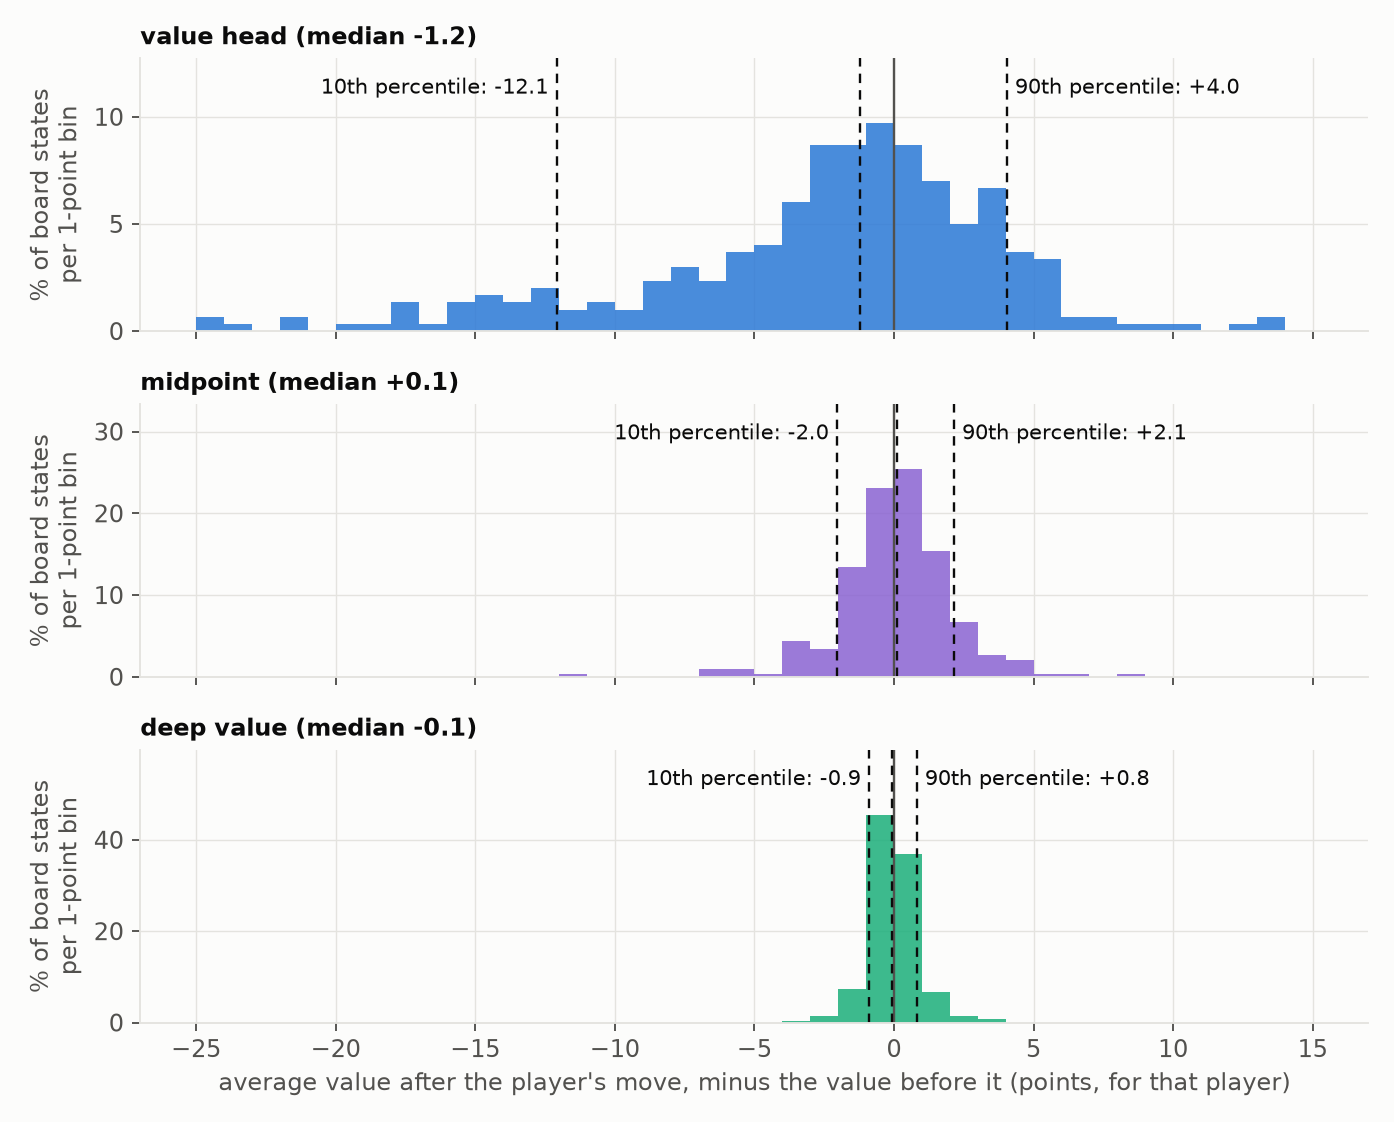 value head (median -1.2)
10th percentile: -12.1
90th percentile: +4.0
% of board states
per 1-point bin
10
5
0
midpoint (median +0.1)
10th percentile: -2.0
90th percentile: +2.1
% of board states
per 1-point bin
30
20
10
0
deep value (median -0.1)
10th percentile: -0.9
90th percentile: +0.8
% of board states
per 1-point bin
40
20
0
−25 −20 −15 −10 −5 0 5 10 15
average value after the player's move, minus the value before it (points, for that player)